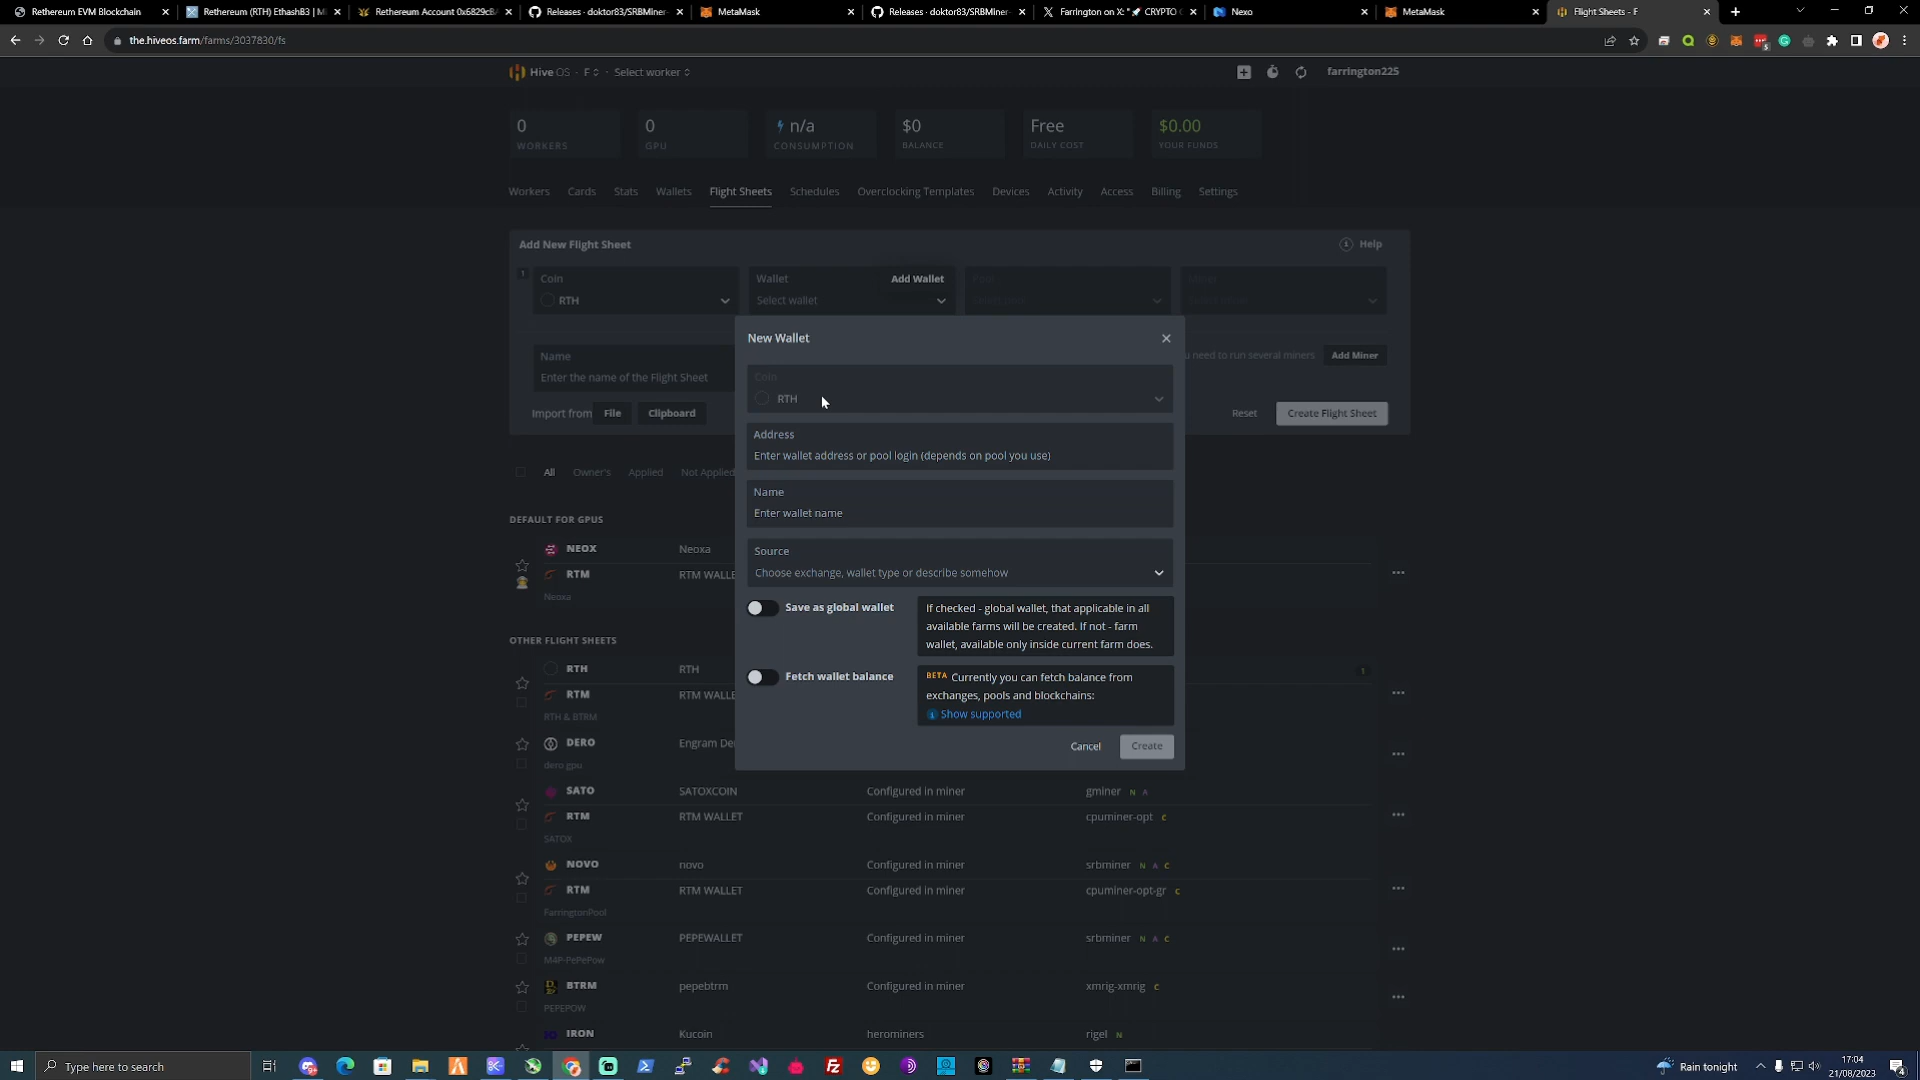 Rethereum EVM Blockchain
Rethereum (RTH) EthashB3 | Mi
Rethereum Account 0x6829cBA
Releases · doktor83/SRBMiner-
MetaMask
Releases · doktor83/SRBMiner-
Farrington on X: "🚀 CRYPTO
Nexo
MetaMask
Flight Sheets - F
the.hiveos.farm/farms/3037830/fs
Hive OS · F · Select worker
farrington225
0
WORKERS
0
GPU
n/a
CONSUMPTION
$0
BALANCE
Free
DAILY COST
$0.00
YOUR FUNDS
Workers Cards Stats Wallets Flight Sheets Schedules Overclocking Templates Devices Activity Access Billing Settings
Add New Flight Sheet
Help
1
Coin
RTH
Wallet
Add Wallet
Select wallet
Name
Enter the name of the Flight Sheet
need to run several miners
Add Miner
Import from File Clipboard
Reset
Create Flight Sheet
New Wallet
Coin
RTH
Address
Enter wallet address or pool login (depends on pool you use)
Name
Enter wallet name
Source
Choose exchange, wallet type or describe somehow
Save as global wallet
If checked - global wallet, that applicable in all
available farms will be created. If not - farm
wallet, available only inside current farm does.
Fetch wallet balance
BETA Currently you can fetch balance from
exchanges, pools and blockchains:
Show supported
Cancel
Create
All Owner's Applied Not Applied
DEFAULT FOR GPUS
NEOX Neoxa
RTM RTM WALLE
Neoxa
OTHER FLIGHT SHEETS
RTH RTH 1
RTM RTM WALLE
RTH & BTRM
DERO Engram De
dero gpu
SATO SATOXCOIN Configured in miner gminer N A
RTM RTM WALLET Configured in miner cpuminer-opt C
SATOX
NOVO novo Configured in miner srbminer N A C
RTM RTM WALLET Configured in miner cpuminer-opt-gr C
FarringtonPool
PEPEW PEPEWALLET Configured in miner srbminer N A C
M4P-PePePow
BTRM pepebtrm Configured in miner xmrig-xmrig C
PEPEPOW
IRON Kucoin herominers rigel N
Type here to search
Rain tonight
17:04
21/08/2023